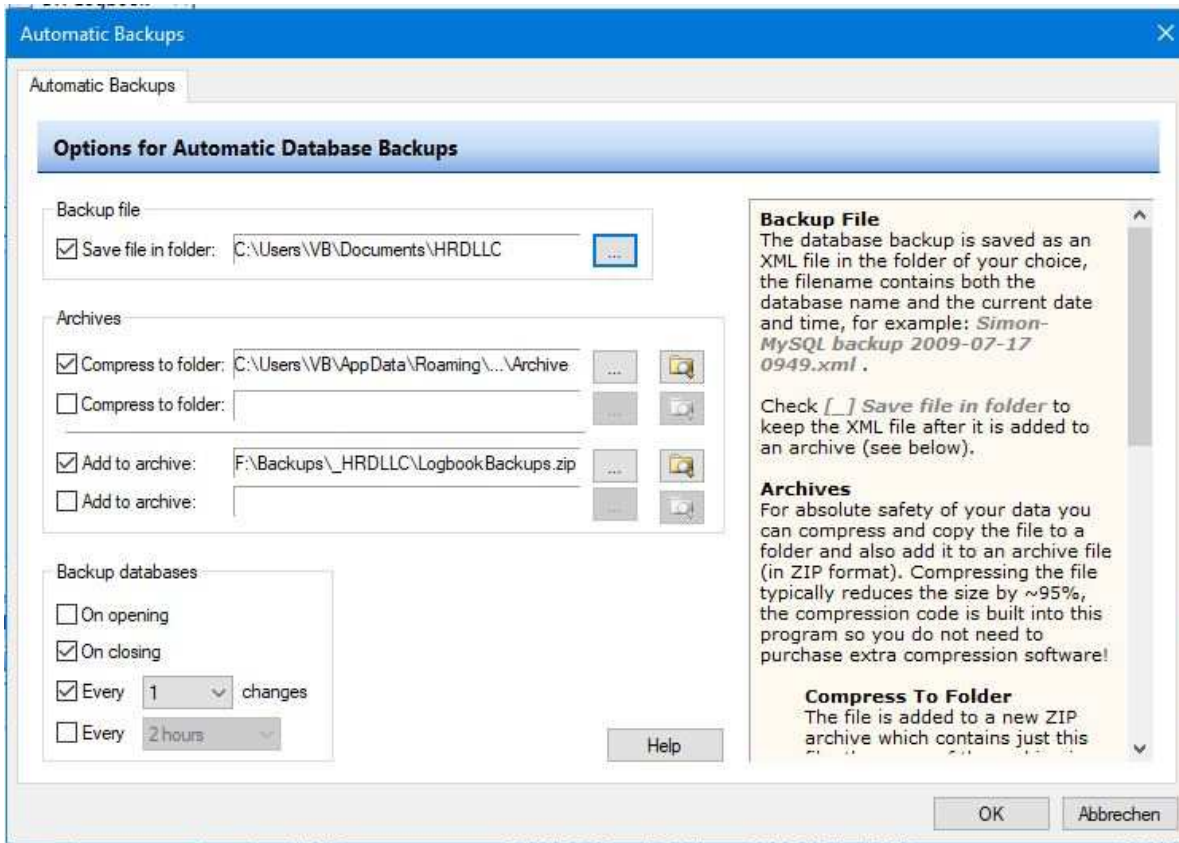 Automatic Backups
Automatic Backups
Options for Automatic Database Backups
Backup file
Save file in folder: C:\Users\VB\Documents\HRDLLC ...
Archives
Compress to folder: C:\Users\VB\AppData\Roaming\...\Archive ...
Compress to folder: ...
Add to archive: F:\Backups\_HRDLLC\LogbookBackups.zip ...
Add to archive: ...
Backup databases
On opening
On closing
Every 1 changes
Every 2 hours
Help
Backup File
The database backup is saved as an
XML file in the folder of your choice,
the filename contains both the
database name and the current date
and time, for example: Simon-
MySQL backup 2009-07-17
0949.xml .
Check [_] Save file in folder to
keep the XML file after it is added to
an archive (see below).
Archives
For absolute safety of your data you
can compress and copy the file to a
folder and also add it to an archive file
(in ZIP format). Compressing the file
typically reduces the size by ~95%,
the compression code is built into this
program so you do not need to
purchase extra compression software!
Compress To Folder
The file is added to a new ZIP
archive which contains just this
OK
Abbrechen